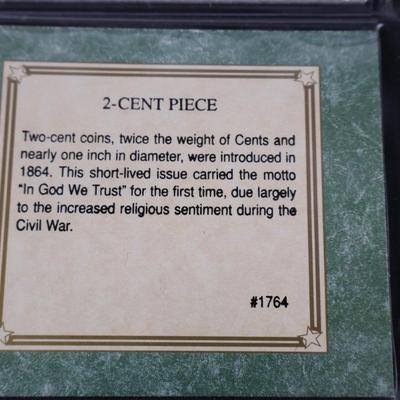 2-CENT PIECE
Two-cent coins, twice the weight of Cents and
nearly one inch in diameter, were introduced in
1864. This short-lived issue carried the motto
"In God We Trust" for the first time, due largely
to the increased religious sentiment during the
Civil War.
#1764